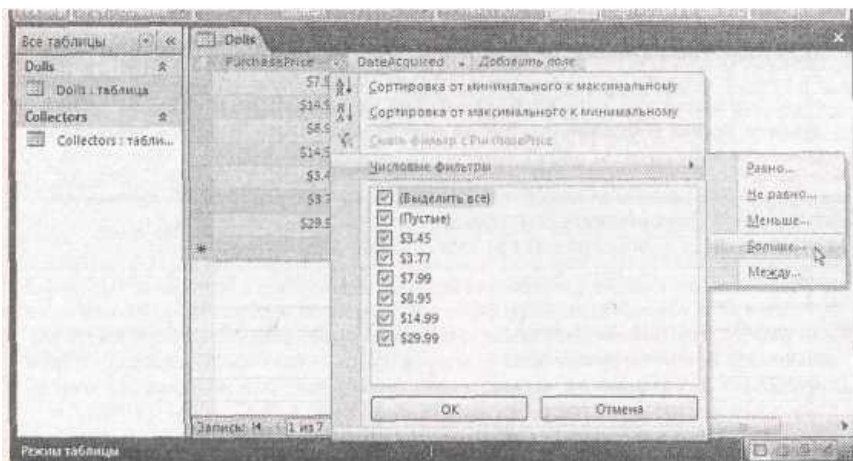 Все таблицы
Dolls
Dolls : таблица
Collectors
Collectors : табли...
Dolls
PurchasePrice DateAcquired Добавить поле
$7.9
$14.9
$8.9
$14.9
$3.4
$3.7
$29.9
Сортировка от минимального к максимальному
Сортировка от максимального к минимальному
Снять фильтр с PurchasePrice
Числовые фильтры
(Выделить все)
(Пустые)
$3.45
$3.77
$7.99
$8.95
$14.99
$29.99
OK Отмена
Равно...
Не равно...
Меньше...
Больше...
Между...
Записи: 1 из 7
Режим таблицы